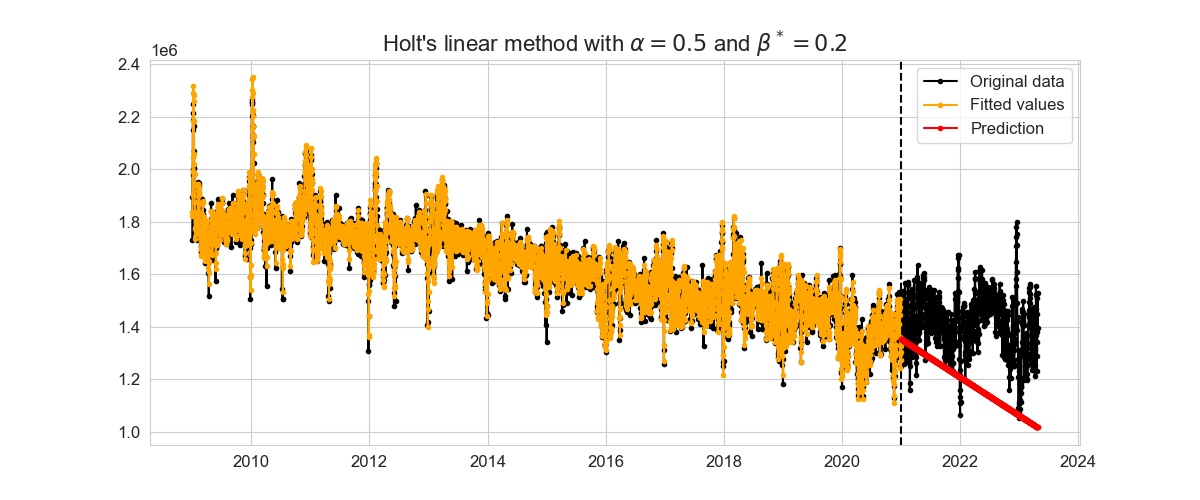 Holt's linear method with α = 0.5 and β* = 0.2
1e6
2.4
2.2
2.0
1.8
1.6
1.4
1.2
1.0
Original data
Fitted values
Prediction
2010 2012 2014 2016 2018 2020 2022 2024